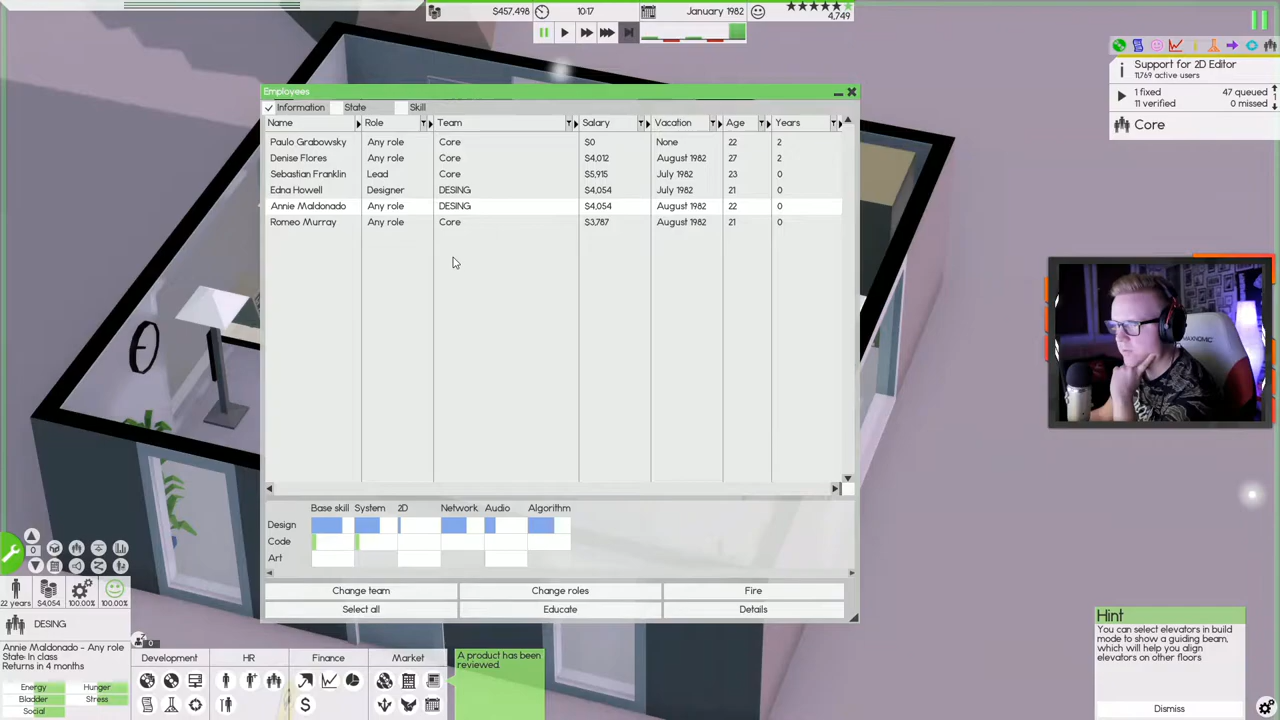 $457,498
10:17
January 1982
4,749
Support for 2D Editor
11,769 active users
1 fixed 47 queued
11 verified 0 missed
Core
Employees
Information State Skill
Name Role Team Salary Vacation Age Years
Paulo Grabowsky Any role Core $0 None 22 2
Denise Flores Any role Core $4,012 August 1982 27 2
Sebastian Franklin Lead Core $5,915 July 1982 23 0
Edna Howell Designer DESING $4,054 July 1982 21 0
Annie Maldonado Any role DESING $4,054 August 1982 22 0
Romeo Murray Any role Core $3,787 August 1982 21 0
Base skill System 2D Network Audio Algorithm
Design
Code
Art
Change team Change roles Fire
Select all Educate Details
0
22 years $4,054 100.00% 100.00%
DESING
Annie Maldonado - Any role
State: In class
Returns in 4 months
Energy Hunger
Bladder Stress
Social
0
Development HR Finance Market
A product has been
reviewed.
MAXNOMIC
Hint
You can select elevators in build
mode to show a guiding beam,
which will help you align
elevators on other floors
Dismiss